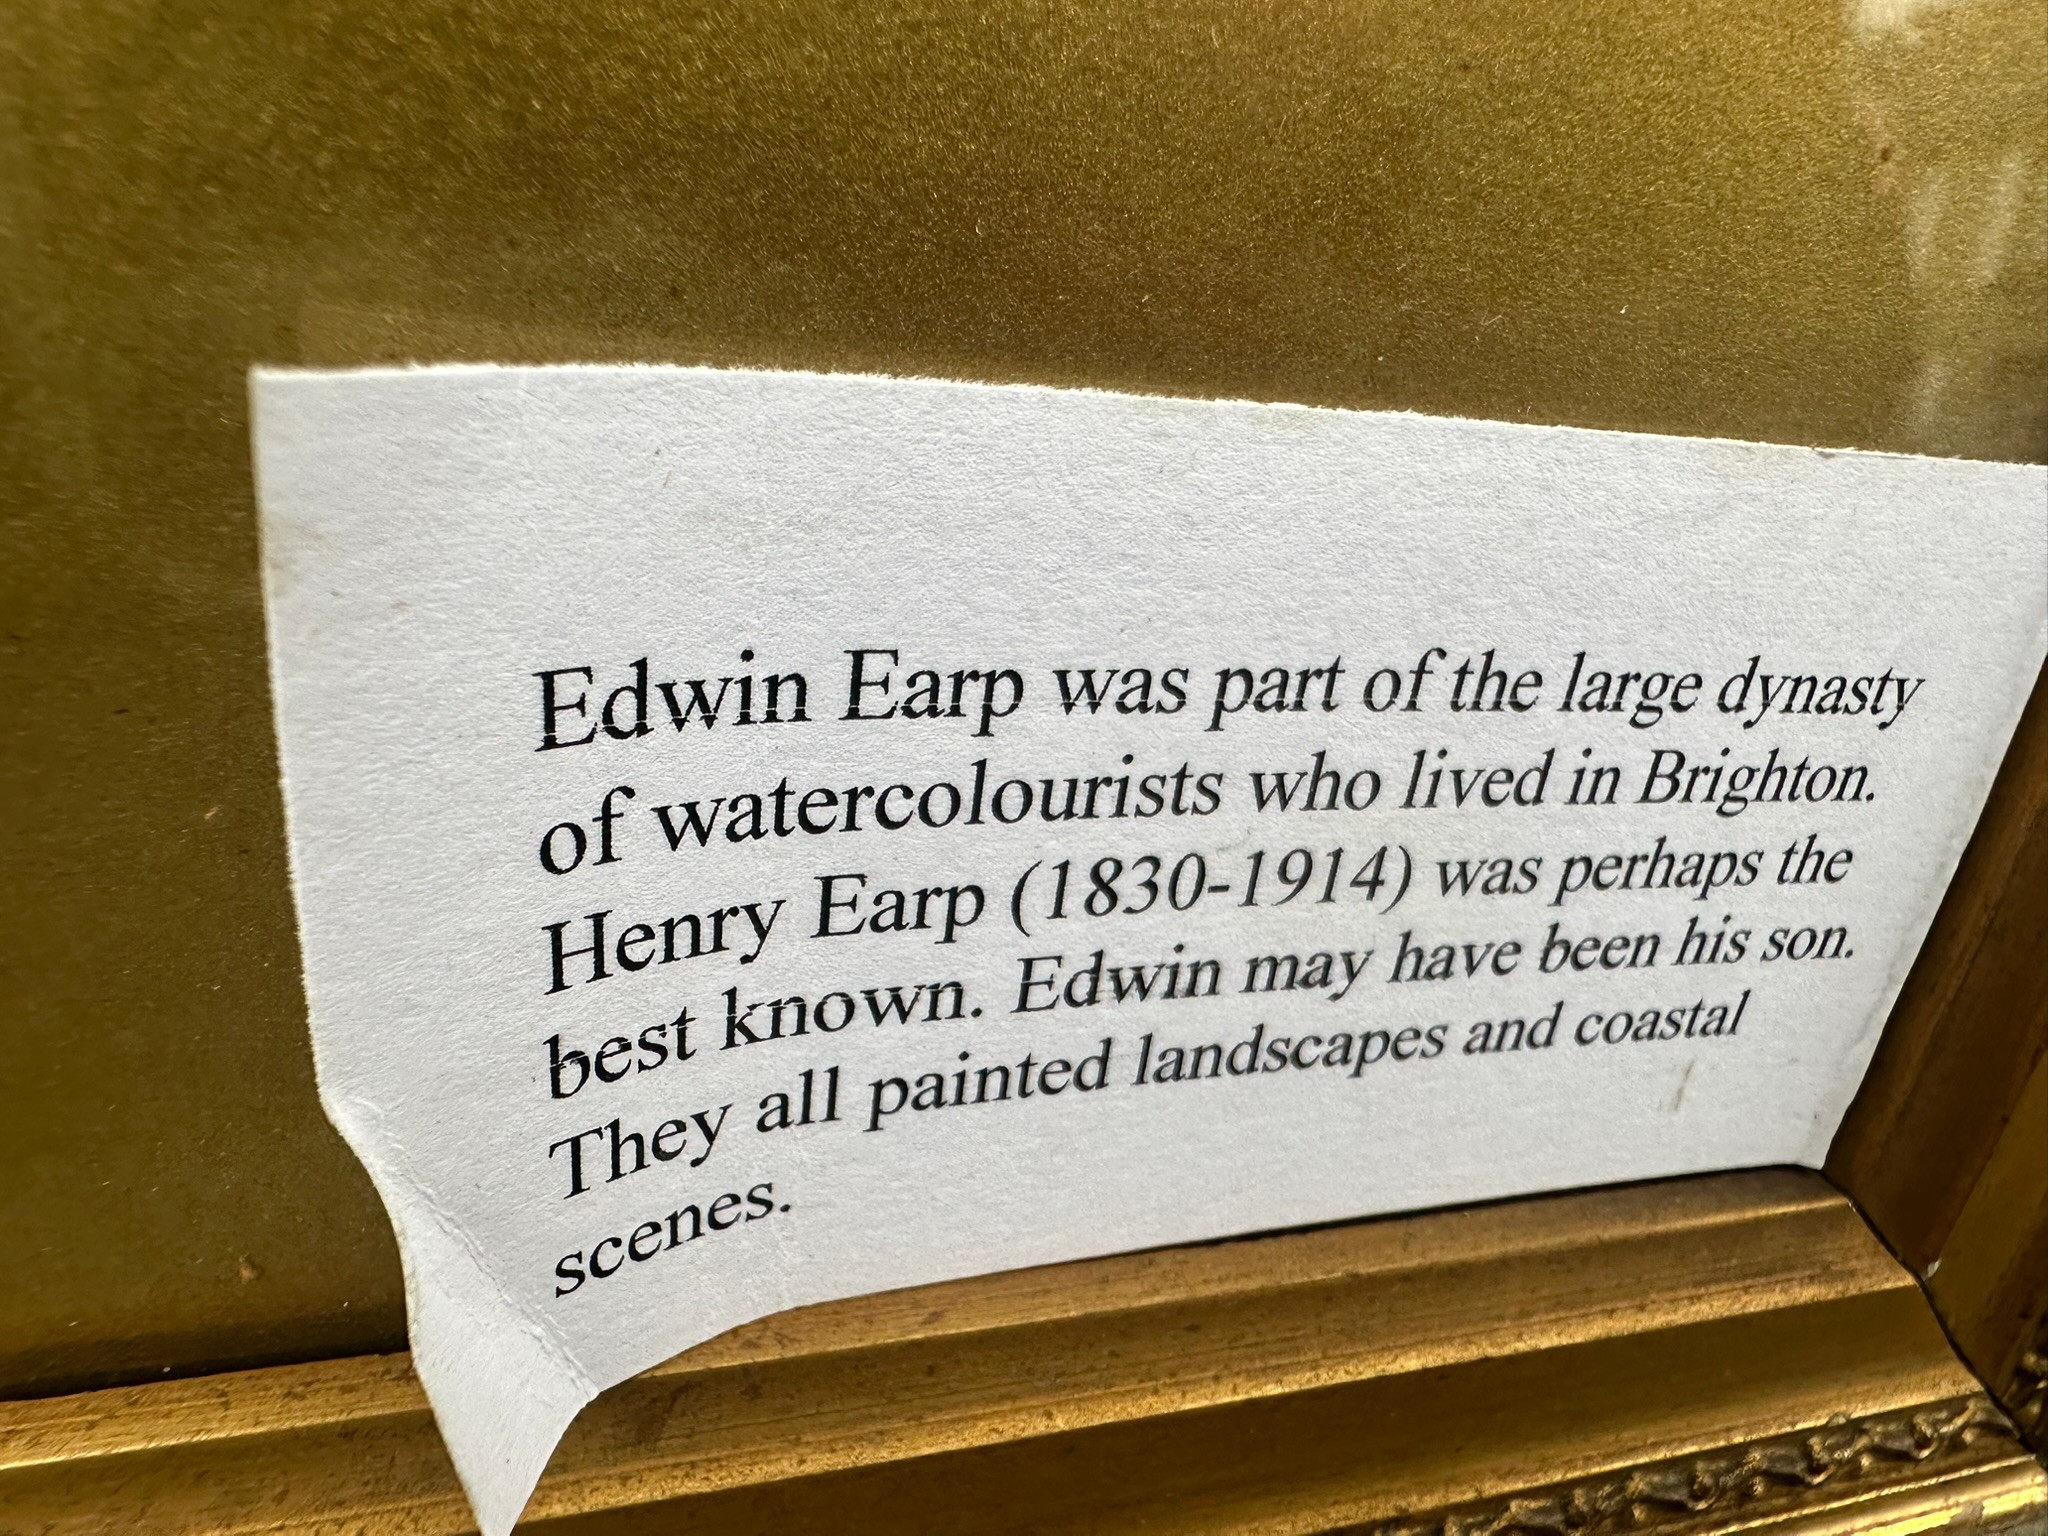 Edwin Earp was part of the large dynasty
of watercolourists who lived in Brighton.
Henry Earp (1830-1914) was perhaps the
best known. Edwin may have been his son.
They all painted landscapes and coastal
scenes.